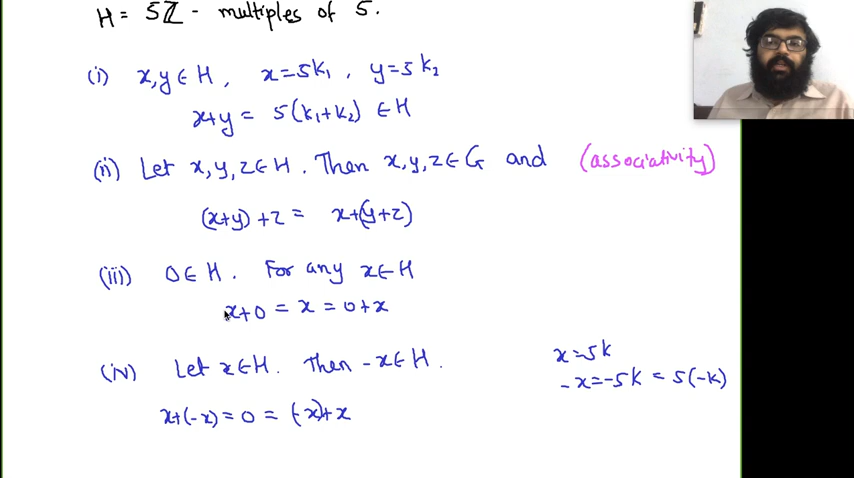 H = 5ℤ - multiples of 5.
(i) x,y ∈ H, x=5k₁, y=5k₂
x+y = 5(k₁+k₂) ∈ H
(ii) Let x,y,z ∈ H. Then x,y,z ∈ G and (associativity)
(x+y)+z = x+(y+z)
(iii) 0 ∈ H. For any x ∈ H
x+0 = x = 0+x
(iv) Let x ∈ H. Then -x ∈ H.
x+(-x) = 0 = (-x)+x
x=5k
-x=-5k = 5(-k)